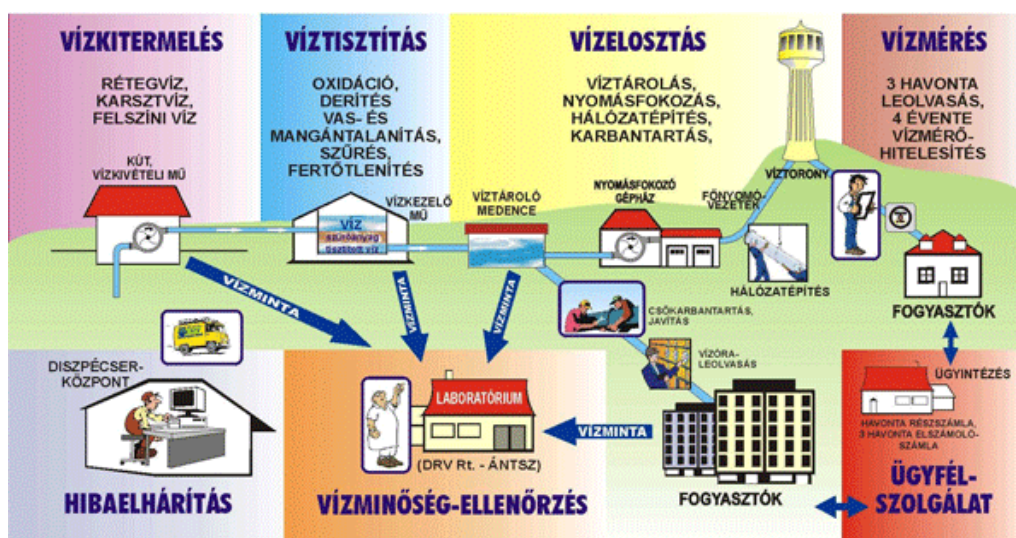 VÍZKITERMELÉS
RÉTEGVÍZ,
KARSZTVÍZ,
FELSZÍNI VÍZ
KÚT,
VÍZKIVÉTELI MŰ
VÍZTISZTÍTÁS
OXIDÁCIÓ,
DERÍTÉS
VAS- ÉS
MANGÁNTALANÍTÁS,
SZŰRÉS,
FERTŐTLENÍTÉS
VÍZKEZELŐ
MŰ
VÍZ
szűrőanyag
tisztított víz
VÍZELOSZTÁS
VÍZTÁROLÁS,
NYOMÁSFOKOZÁS,
HÁLÓZATÉPÍTÉS,
KARBANTARTÁS,
VÍZTÁROLÓ
MEDENCE
NYOMÁSFOKOZÓ
GÉPHÁZ
FŐNYOMÓ-
VEZETÉK
VÍZTORONY
HÁLÓZATÉPÍTÉS
VÍZMÉRÉS
3 HAVONTA
LEOLVASÁS,
4 ÉVENTE
VÍZMÉRŐ-
HITELESÍTÉS
FOGYASZTÓK
VÍZMINTA
VÍZMINTA
VÍZMINTA
CSŐKARBANTARTÁS,
JAVÍTÁS
VÍZÓRA-
LEOLVASÁS
DISZPÉCSER-
KÖZPONT
HIBAELHÁRÍTÁS
LABORATÓRIUM
(DRV Rt. - ÁNTSZ)
VÍZMINŐSÉG-ELLENŐRZÉS
VÍZMINTA
FOGYASZTÓK
ÜGYINTÉZÉS
HAVONTA RÉSZSZÁMLA,
3 HAVONTA ELSZÁMOLÓ-
SZÁMLA
ÜGYFÉL-
SZOLGÁLAT